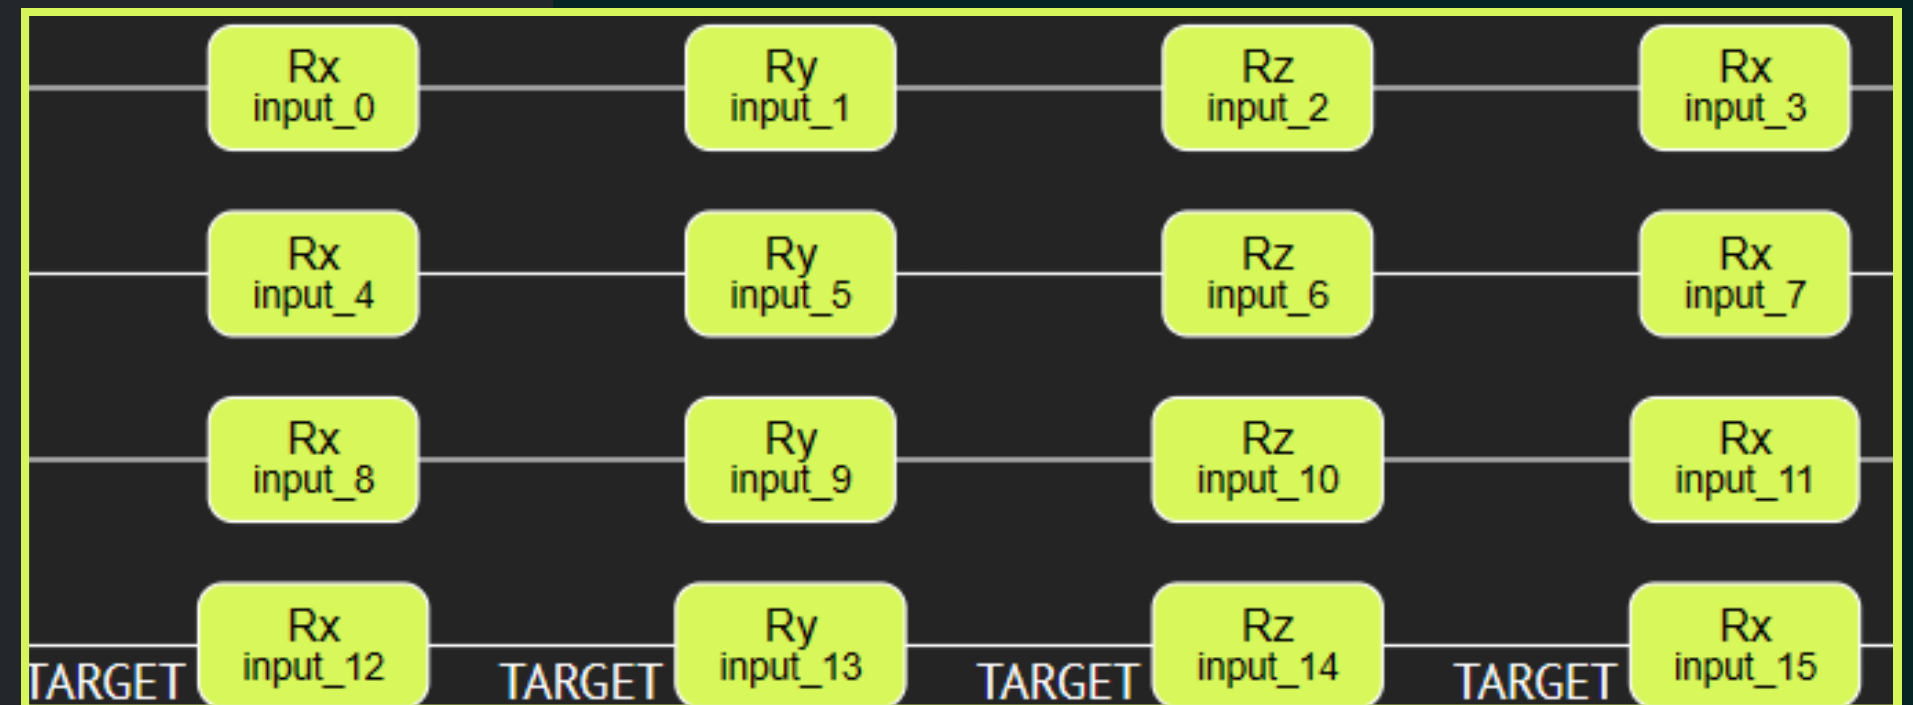 Rx
input_0
Ry
input_1
Rz
input_2
Rx
input_3
Rx
input_4
Ry
input_5
Rz
input_6
Rx
input_7
Rx
input_8
Ry
input_9
Rz
input_10
Rx
input_11
TARGET
Rx
input_12
TARGET
Ry
input_13
TARGET
Rz
input_14
TARGET
Rx
input_15